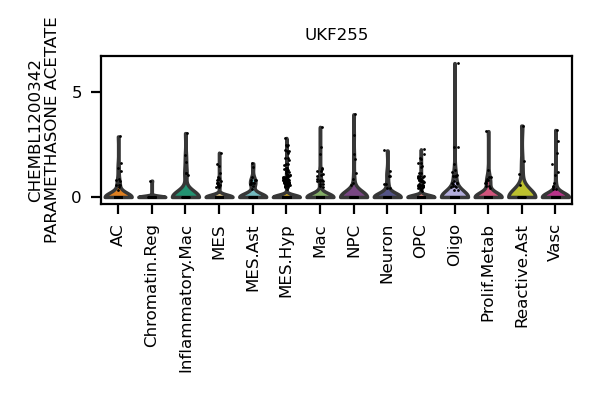 UKF255
CHEMBL1200342
PARAMETHASONE ACETATE
5
0
AC
Chromatin.Reg
Inflammatory.Mac
MES
MES.Ast
MES.Hyp
Mac
NPC
Neuron
OPC
Oligo
Prolif.Metab
Reactive.Ast
Vasc